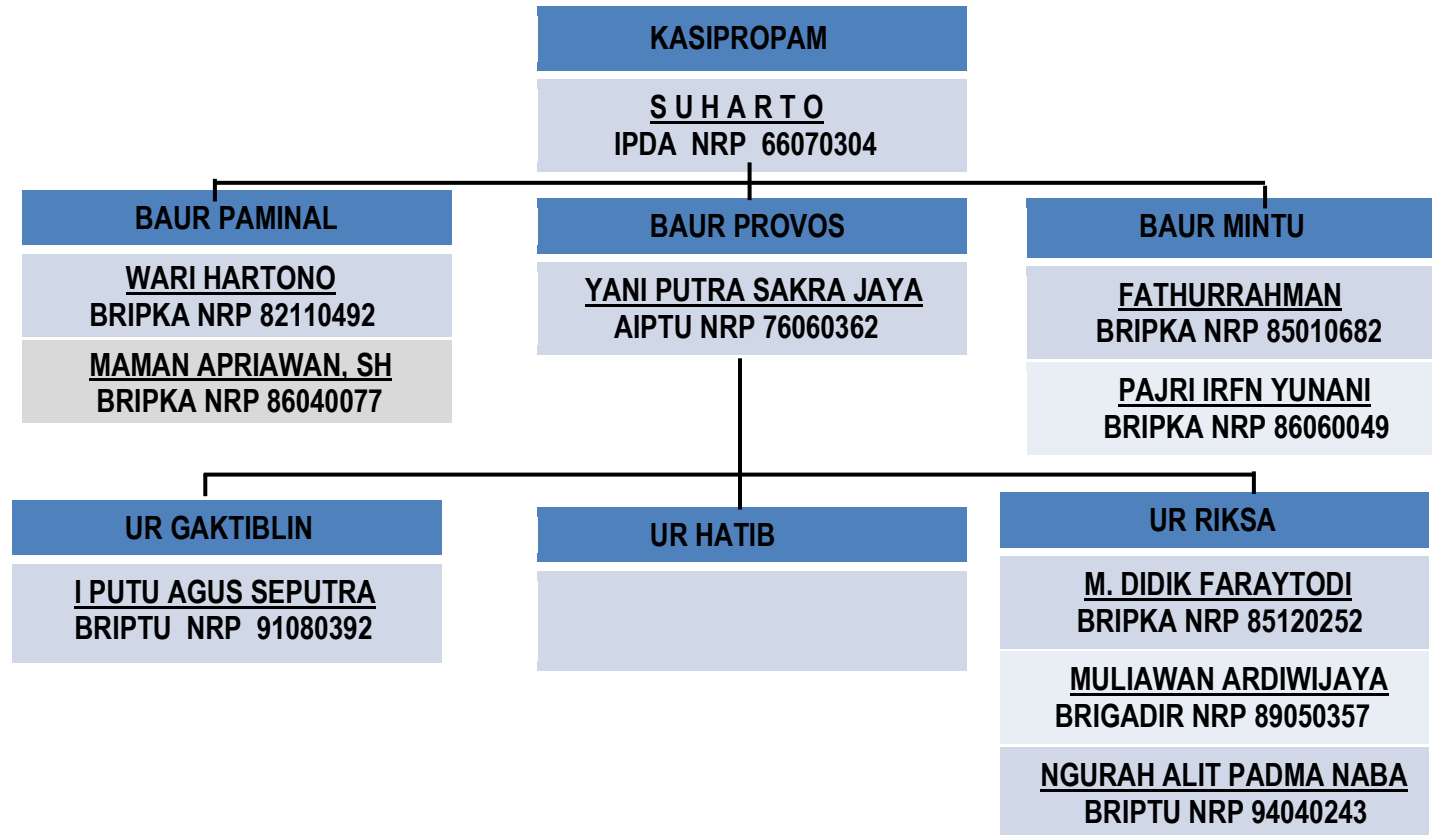 KASIPROPAM
S U H A R T O
IPDA NRP 66070304
BAUR PAMINAL
WARI HARTONO
BRIPKA NRP 82110492
MAMAN APRIAWAN, SH
BRIPKA NRP 86040077
BAUR PROVOS
YANI PUTRA SAKRA JAYA
AIPTU NRP 76060362
BAUR MINTU
FATHURRAHMAN
BRIPKA NRP 85010682
PAJRI IRFN YUNANI
BRIPKA NRP 86060049
UR GAKTIBLIN
I PUTU AGUS SEPUTRA
BRIPTU NRP 91080392
UR HATIB
UR RIKSA
M. DIDIK FARAYTODI
BRIPKA NRP 85120252
MULIAWAN ARDIWIJAYA
BRIGADIR NRP 89050357
NGURAH ALIT PADMA NABA
BRIPTU NRP 94040243